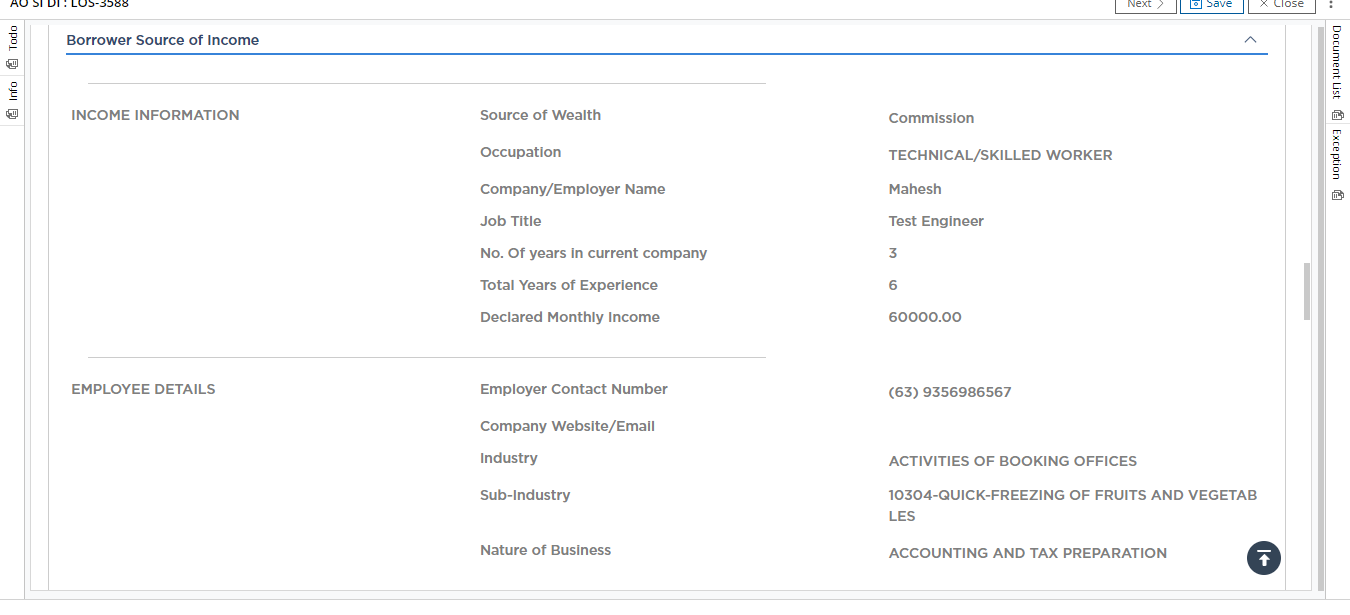 AO SI DI : LOS-3588
Next
Save
Close
Todo
Info
Document List
Exception
Borrower Source of Income
INCOME INFORMATION
Source of Wealth Commission
Occupation TECHNICAL/SKILLED WORKER
Company/Employer Name Mahesh
Job Title Test Engineer
No. Of years in current company 3
Total Years of Experience 6
Declared Monthly Income 60000.00
EMPLOYEE DETAILS
Employer Contact Number (63) 9356986567
Company Website/Email
Industry ACTIVITIES OF BOOKING OFFICES
Sub-Industry 10304-QUICK-FREEZING OF FRUITS AND VEGETAB
LES
Nature of Business ACCOUNTING AND TAX PREPARATION